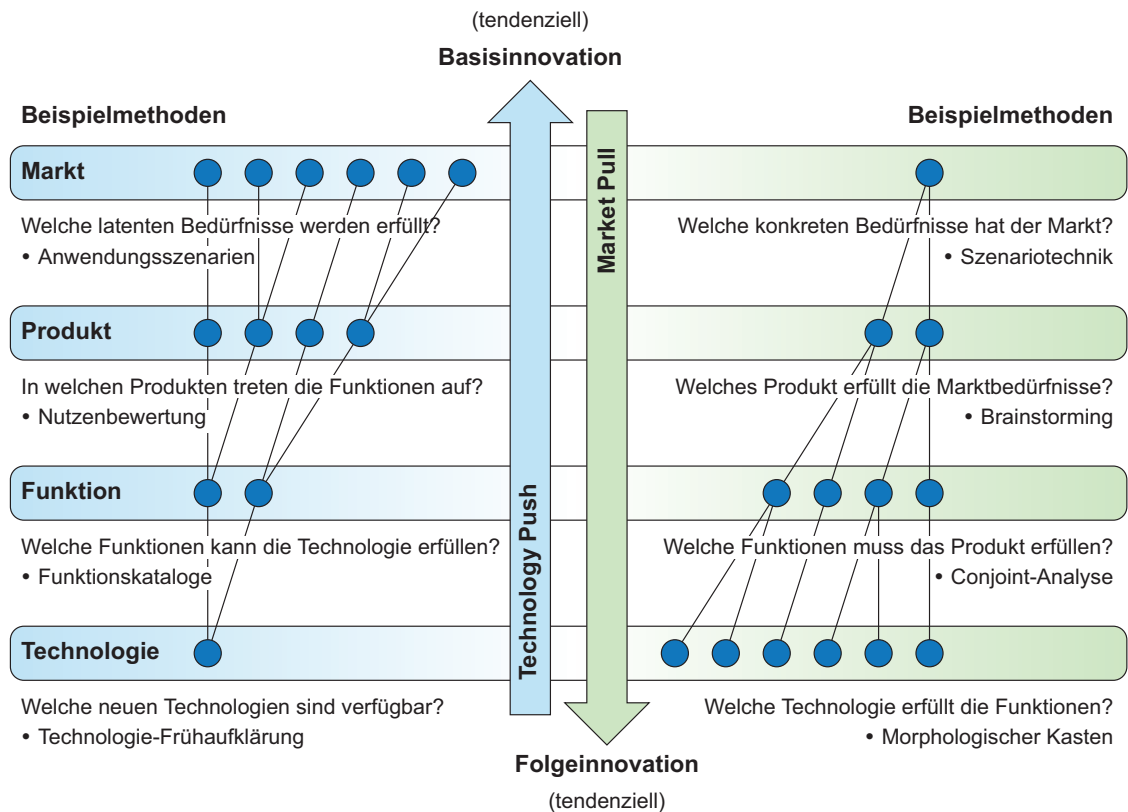 (tendenziell)
Basisinnovation
Beispielmethoden
Beispielmethoden
Markt
Welche latenten Bedürfnisse werden erfüllt?
• Anwendungsszenarien
Welche konkreten Bedürfnisse hat der Markt?
• Szenariotechnik
Produkt
In welchen Produkten treten die Funktionen auf?
• Nutzenbewertung
Welches Produkt erfüllt die Marktbedürfnisse?
• Brainstorming
Funktion
Welche Funktionen kann die Technologie erfüllen?
• Funktionskataloge
Welche Funktionen muss das Produkt erfüllen?
• Conjoint-Analyse
Technologie
Welche neuen Technologien sind verfügbar?
• Technologie-Frühaufklärung
Welche Technologie erfüllt die Funktionen?
• Morphologischer Kasten
Technology Push
Market Pull
Folgeinnovation
(tendenziell)